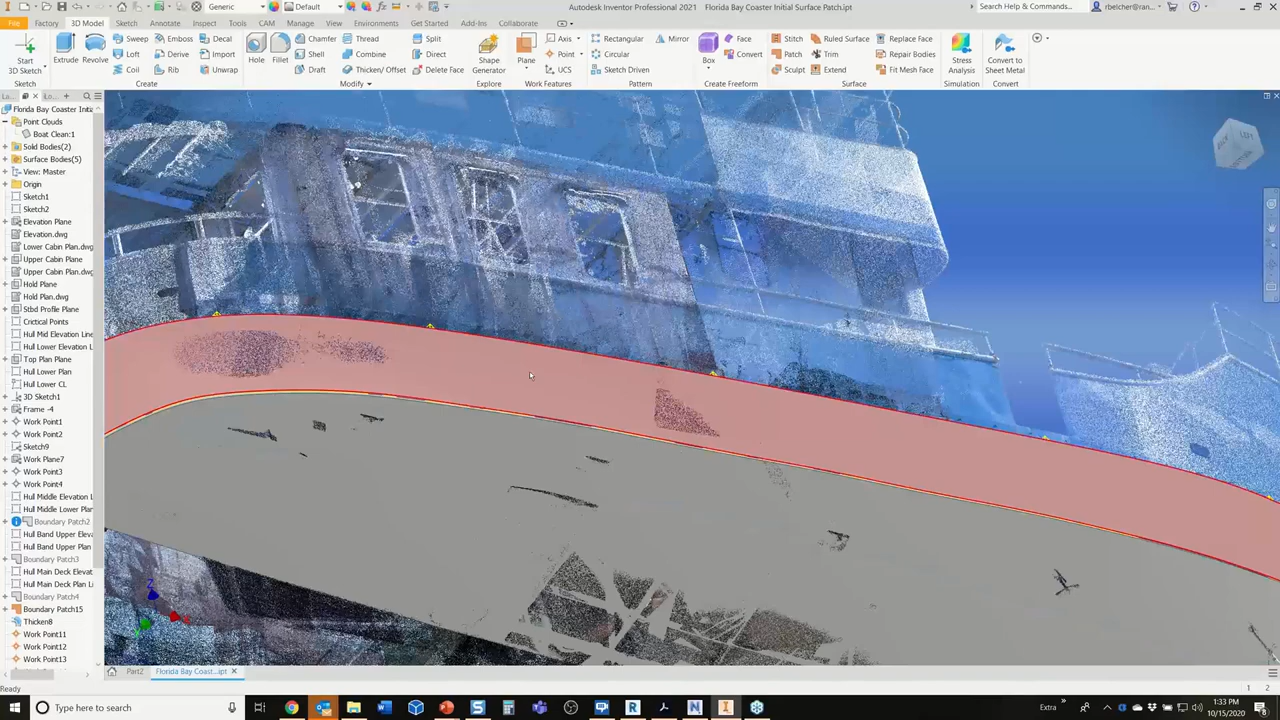 Generic
Default
Autodesk Inventor Professional 2021
Florida Bay Coaster Initial Surface Patch.ipt
Search Help & Commands...
rbelcher@ran...
File
Factory
3D Model
Sketch
Annotate
Inspect
Tools
CAM
Manage
View
Environments
Get Started
Add-Ins
Collaborate
Start
3D Sketch
Sketch
Extrude
Revolve
Sweep
Loft
Coil
Emboss
Derive
Rib
Decal
Import
Unwrap
Create
Hole
Fillet
Chamfer
Shell
Draft
Thread
Combine
Thicken/ Offset
Split
Direct
Delete Face
Modify
Shape
Generator
Explore
Plane
Axis
Point
UCS
Work Features
Rectangular
Circular
Sketch Driven
Mirror
Pattern
Box
Face
Convert
Create Freeform
Stitch
Patch
Sculpt
Ruled Surface
Trim
Extend
Replace Face
Repair Bodies
Fit Mesh Face
Surface
Stress
Analysis
Simulation
Convert to
Sheet Metal
Convert
Lo...
Florida Bay Coaster Initia
Point Clouds
Boat Clean:1
Solid Bodies(2)
Surface Bodies(5)
View: Master
Origin
Sketch1
Sketch2
Elevation Plane
Elevation.dwg
Lower Cabin Plan.dwg
Upper Cabin Plane
Upper Cabin Plan.dwg
Hold Plane
Hold Plan.dwg
Stbd Profile Plane
Crictical Points
Hull Mid Elevation Line
Hull Lower Elevation L
Top Plan Plane
Hull Lower Plan
Hull Lower CL
3D Sketch1
Frame -4
Work Point1
Work Point2
Sketch9
Work Plane7
Work Point3
Work Point4
Hull Middle Elevation L
Hull Middle Lower Plan
Boundary Patch2
Hull Band Upper Eleva
Hull Band Upper Plan
Boundary Patch3
Hull Main Deck Elevat
Hull Main Deck Plan Li
Boundary Patch4
Boundary Patch15
Thicken8
Work Point11
Work Point12
Work Point13
Z
Part2
Florida Bay Coast...ipt
Ready
1
2
Type here to search
Extra
1:33 PM
10/15/2020